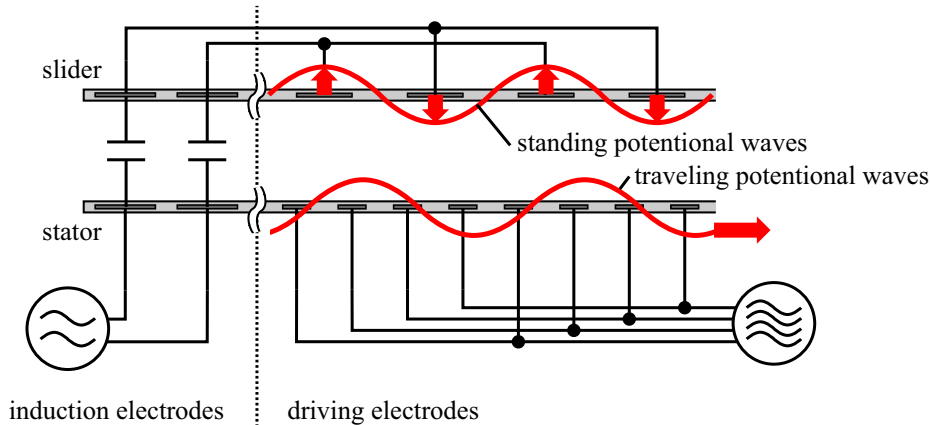 slider
standing potentional waves
traveling potentional waves
stator
induction electrodes
driving electrodes